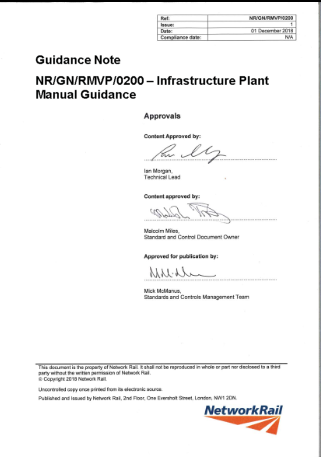 Ref: NR/GN/RMVP/0200
Issue: 1
Date: 01 December 2018
Compliance date: N/A
Guidance Note
NR/GN/RMVP/0200 – Infrastructure Plant
Manual Guidance
Approvals
Content Approved by:
Ian Morgan,
Technical Lead
Content approved by:
Malcolm Miles,
Standard and Control Document Owner
Approved for publication by:
Mick McManus,
Standards and Controls Management Team
This document is the property of Network Rail. It shall not be reproduced in whole or part nor disclosed to a third
party without the written permission of Network Rail.
© Copyright 2018 Network Rail
Uncontrolled copy once printed from its electronic source.
Published and Issued by Network Rail, 2nd Floor, One Eversholt Street, London, NW1 2DN.
NetworkRail